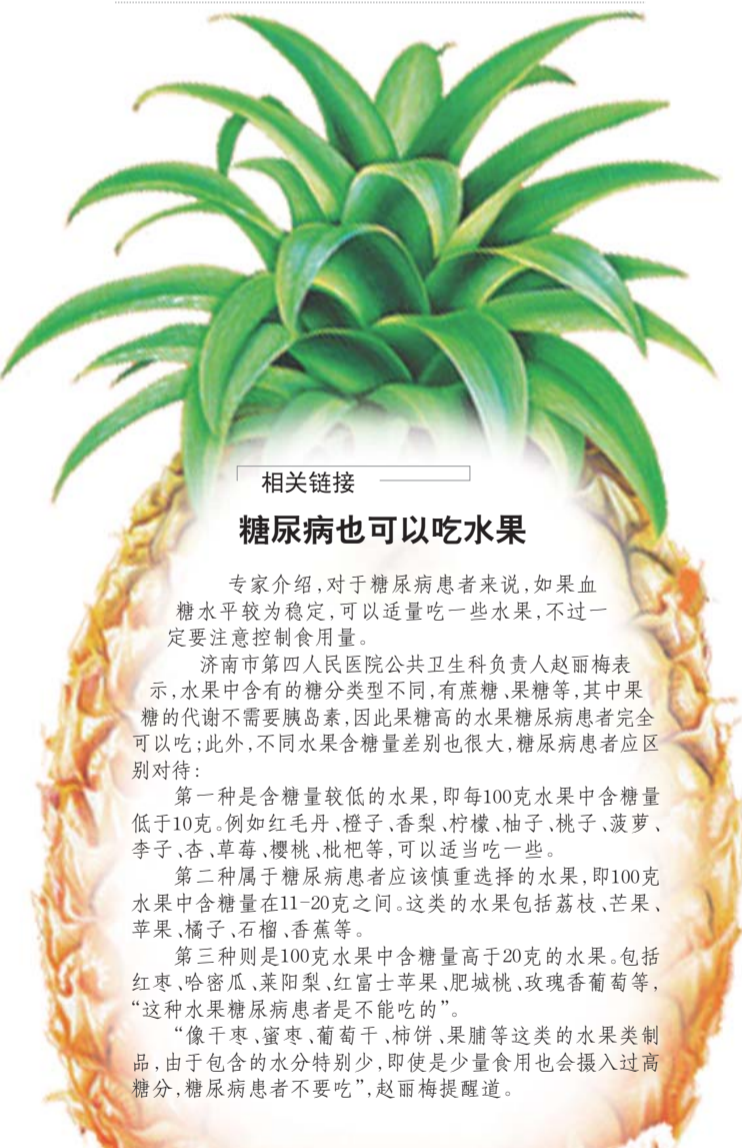 相关链接
糖尿病也可以吃水果
专家介绍,对于糖尿病患者来说,如果血
糖水平较为稳定,可以适量吃一些水果,不过一
定要注意控制食用量。
济南市第四人民医院公共卫生科负责人赵丽梅表
示,水果中含有的糖分类型不同,有蔗糖、果糖等,其中果
糖的代谢不需要胰岛素,因此果糖高的水果糖尿病患者完全
可以吃;此外,不同水果含糖量差别也很大,糖尿病患者应区
别对待:
第一种是含糖量较低的水果,即每100克水果中含糖量
低于10克。例如红毛丹、橙子、香梨、柠檬、柚子、桃子、菠萝、
李子、杏、草莓、樱桃、枇杷等,可以适当吃一些。
第二种属于糖尿病患者应该慎重选择的水果,即100克
水果中含糖量在11-20克之间。这类的水果包括荔枝、芒果、
苹果、橘子、石榴、香蕉等。
第三种则是100克水果中含糖量高于20克的水果。包括
红枣、哈密瓜、莱阳梨、红富士苹果、肥城桃、玫瑰香葡萄等,
“这种水果糖尿病患者是不能吃的”。
“像干枣、蜜枣、葡萄干、柿饼、果脯等这类的水果类制
品,由于包含的水分特别少,即使是少量食用也会摄入过高
糖分,糖尿病患者不要吃”,赵丽梅提醒道。